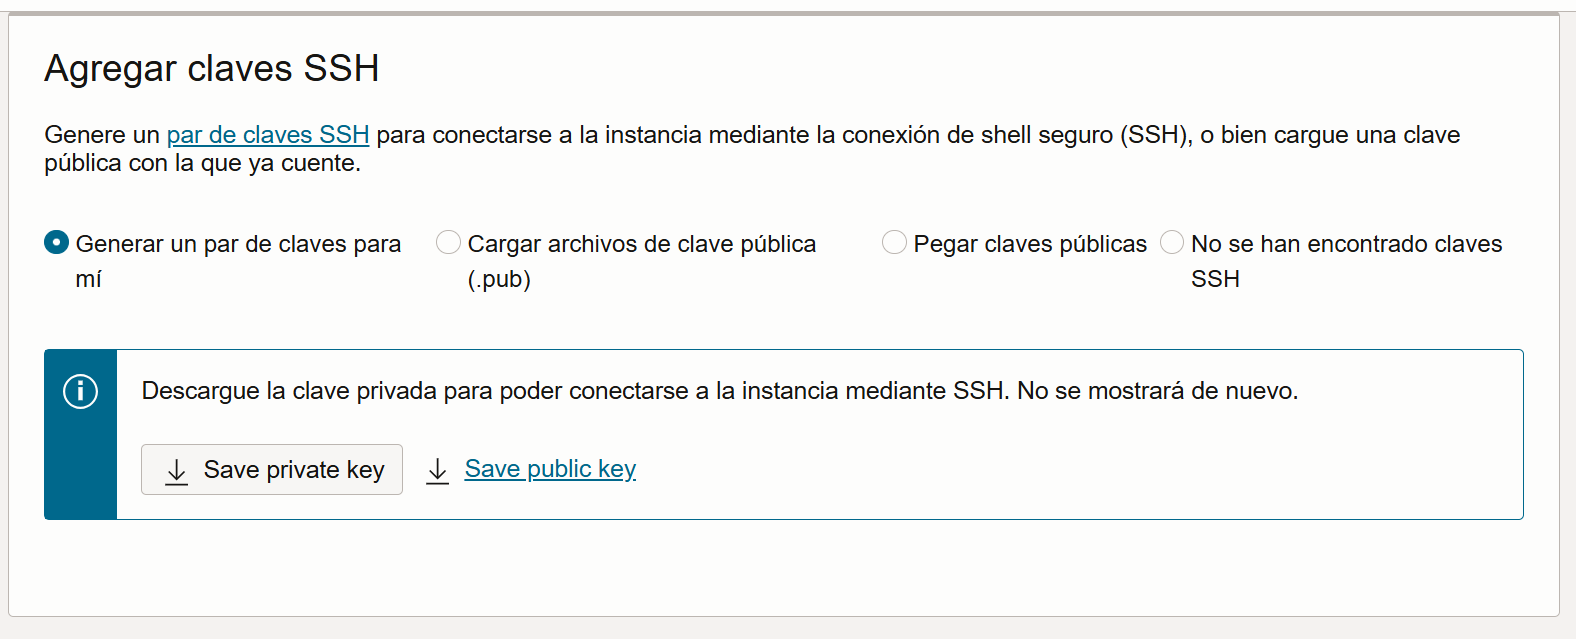 Agregar claves SSH
Genere un par de claves SSH para conectarse a la instancia mediante la conexión de shell seguro (SSH), o bien cargue una clave
pública con la que ya cuente.
Generar un par de claves para
mí
Cargar archivos de clave pública
(.pub)
Pegar claves públicas
No se han encontrado claves
SSH
Descargue la clave privada para poder conectarse a la instancia mediante SSH. No se mostrará de nuevo.
Save private key
Save public key